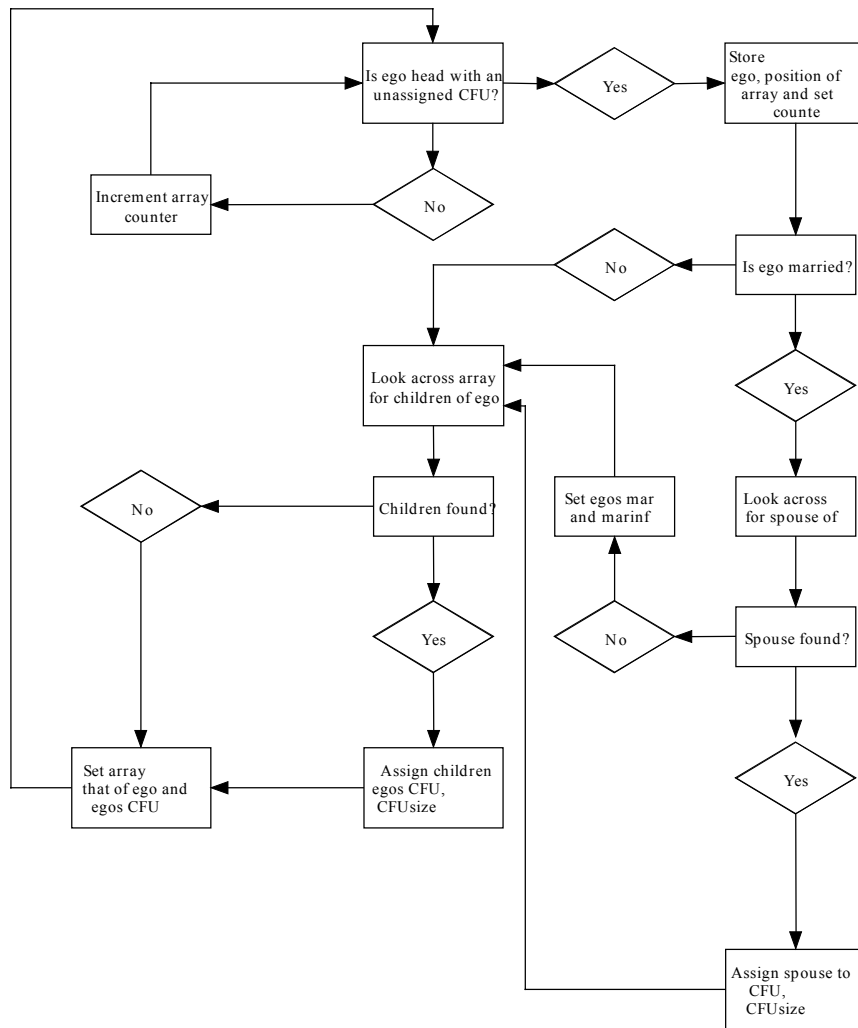 Is ego head with an
unassigned CFU?
Yes
Store
ego, position of
array and set
counte
Increment array
counter
No
No
Is ego married?
Look across array
for children of ego
Yes
No
Children found?
Set egos mar
and marinf
Look across
for spouse of
Yes
No
Spouse found?
Set array
that of ego and
egos CFU
Assign children
egos CFU,
CFUsize
Yes
Assign spouse to
CFU,
CFUsize